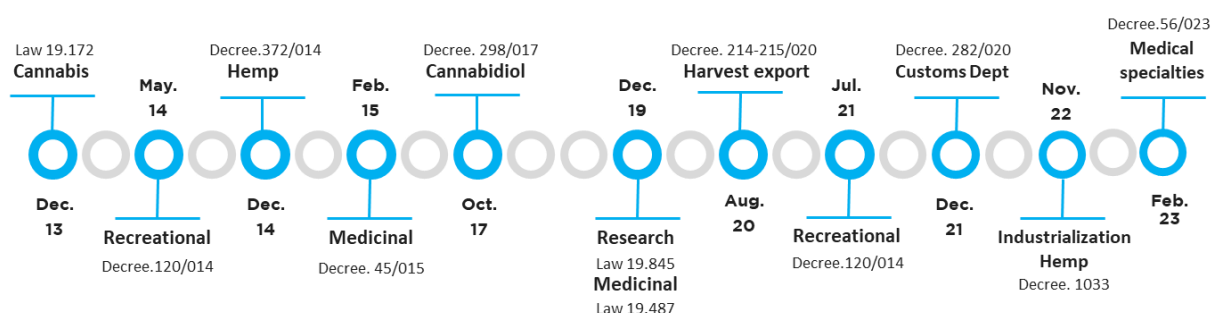 Law 19.172
Cannabis
Dec.
13
May.
14
Recreational
Decree.120/014
Decree.372/014
Hemp
Dec.
14
Feb.
15
Medicinal
Decree. 45/015
Decree. 298/017
Cannabidiol
Oct.
17
Dec.
19
Research
Law 19.845
Medicinal
Law 19.487
Decree. 214-215/020
Harvest export
Aug.
20
Jul.
21
Recreational
Decree.120/014
Decree. 282/020
Customs Dept
Dec.
21
Nov.
22
Industrialization
Hemp
Decree. 1033
Decree.56/023
Medical
specialties
Feb.
23